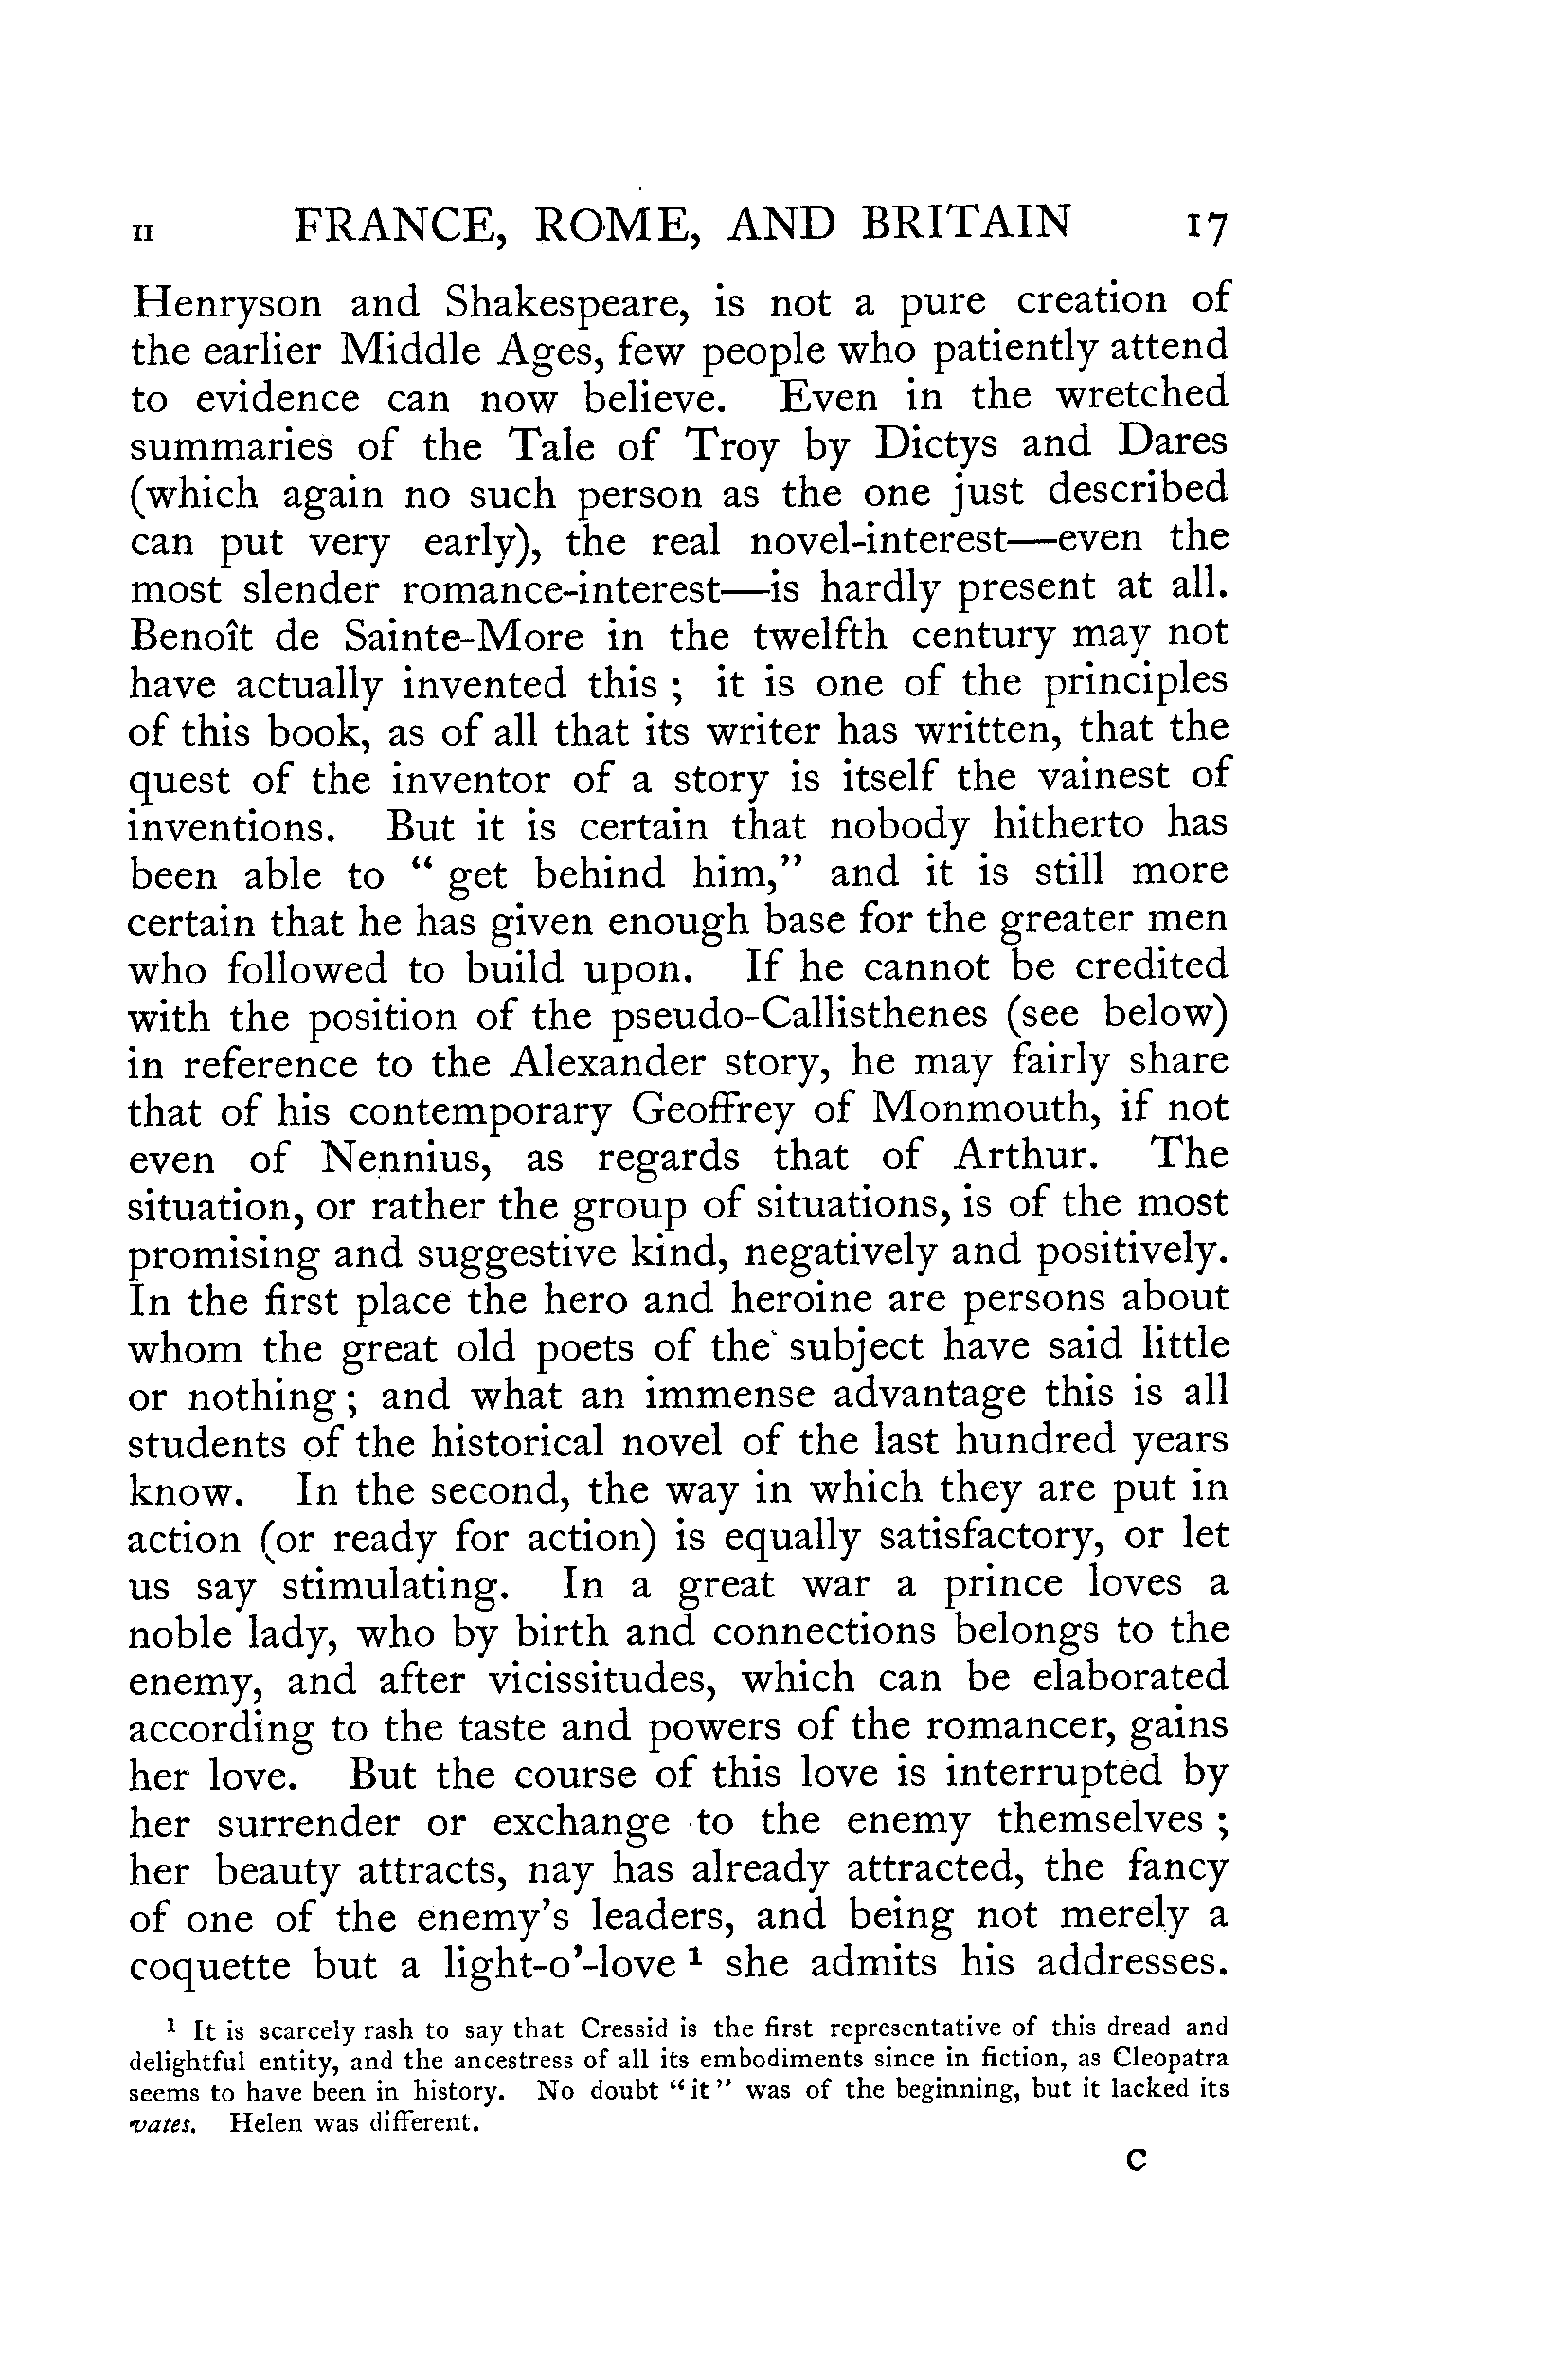 II FRANCE, ROME, AND BRITAIN 17
Henryson and Shakespeare, is not a pure creation of
the earlier Middle Ages, few people who patiently attend
to evidence can now believe. Even in the wretched
summaries of the Tale of Troy by Dictys and Dares
(which again no such person as the one just described
can put very early), the real novel-interest—even the
most slender romance-interest—is hardly present at all.
Benoît de Sainte-More in the twelfth century may not
have actually invented this ; it is one of the principles
of this book, as of all that its writer has written, that the
quest of the inventor of a story is itself the vainest of
inventions. But it is certain that nobody hitherto has
been able to “ get behind him,” and it is still more
certain that he has given enough base for the greater men
who followed to build upon. If he cannot be credited
with the position of the pseudo-Callisthenes (see below)
in reference to the Alexander story, he may fairly share
that of his contemporary Geoffrey of Monmouth, if not
even of Nennius, as regards that of Arthur. The
situation, or rather the group of situations, is of the most
promising and suggestive kind, negatively and positively.
In the first place the hero and heroine are persons about
whom the great old poets of the subject have said little
or nothing ; and what an immense advantage this is all
students of the historical novel of the last hundred years
know. In the second, the way in which they are put in
action (or ready for action) is equally satisfactory, or let
us say stimulating. In a great war a prince loves a
noble lady, who by birth and connections belongs to the
enemy, and after vicissitudes, which can be elaborated
according to the taste and powers of the romancer, gains
her love. But the course of this love is interrupted by
her surrender or exchange to the enemy themselves ;
her beauty attracts, nay has already attracted, the fancy
of one of the enemy’s leaders, and being not merely a
coquette but a light-o’-love ¹ she admits his addresses.
¹ It is scarcely rash to say that Cressid is the first representative of this dread and
delightful entity, and the ancestress of all its embodiments since in fiction, as Cleopatra
seems to have been in history. No doubt “it” was of the beginning, but it lacked its
vates. Helen was different.
C